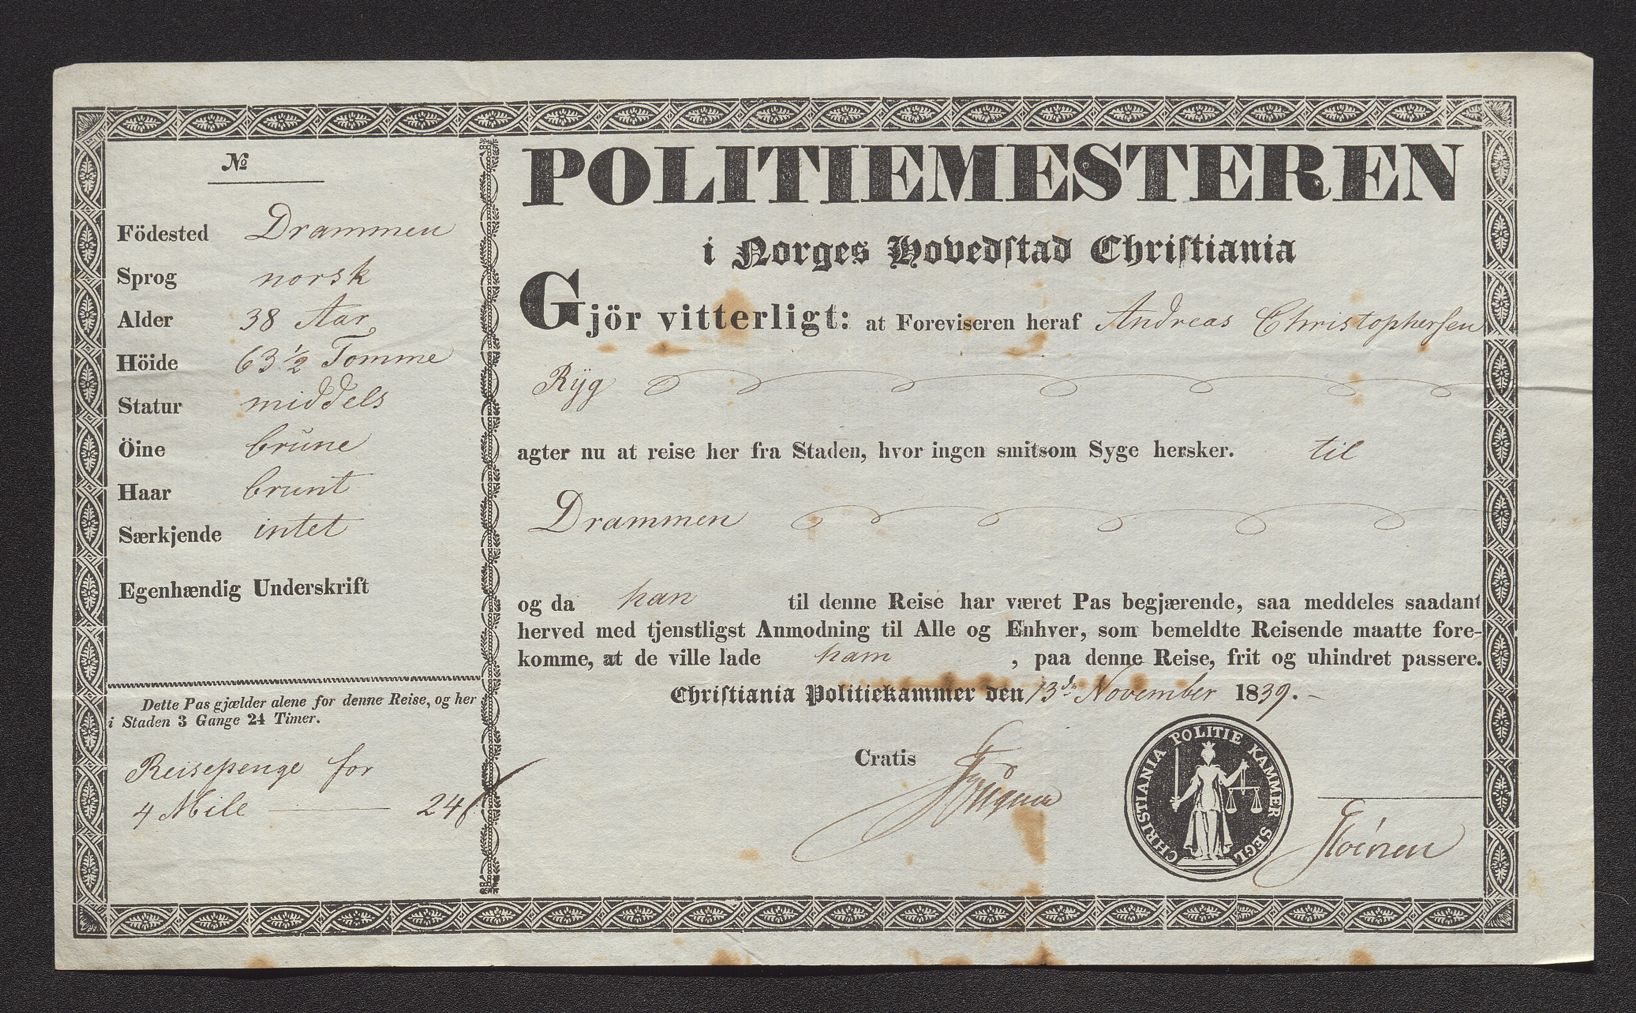 №
Födested Drammen
Sprog norsk
Alder 38 Aar
Höide 63 ½ Tomme
Statur middels
Öine brune
Haar brunt
Særkjende intet
Egenhændig Underskrift
Dette Pas gjælder alene for denne Reise, og her
i Staden 3 Gange 24 Timer.
Reisepenge for
4 Mile 24
POLITIEMESTEREN
i Norges Hovedſtad Chriſtiania
Gjör vitterligt: at Foreviseren heraf Andreas Christophersen
Ryg
agter nu at reise her fra Staden, hvor ingen smitsom Syge hersker. til
Drammen
og da han til denne Reise har været Pas begjærende, saa meddeles saadant
herved med tjenstligst Anmodning til Alle og Enhver, som bemeldte Reisende maatte fore-
komme, at de ville lade ham , paa denne Reise, frit og uhindret passere.
Chriſtiania Politiekammer den 13de November 1839.
Cratis
CHRISTIANIA POLITIE KAMMER SEGL